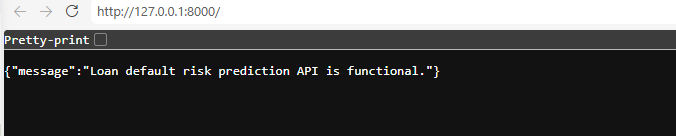 http://127.0.0.1:8000/
Pretty-print
{"message":"Loan default risk prediction API is functional."}